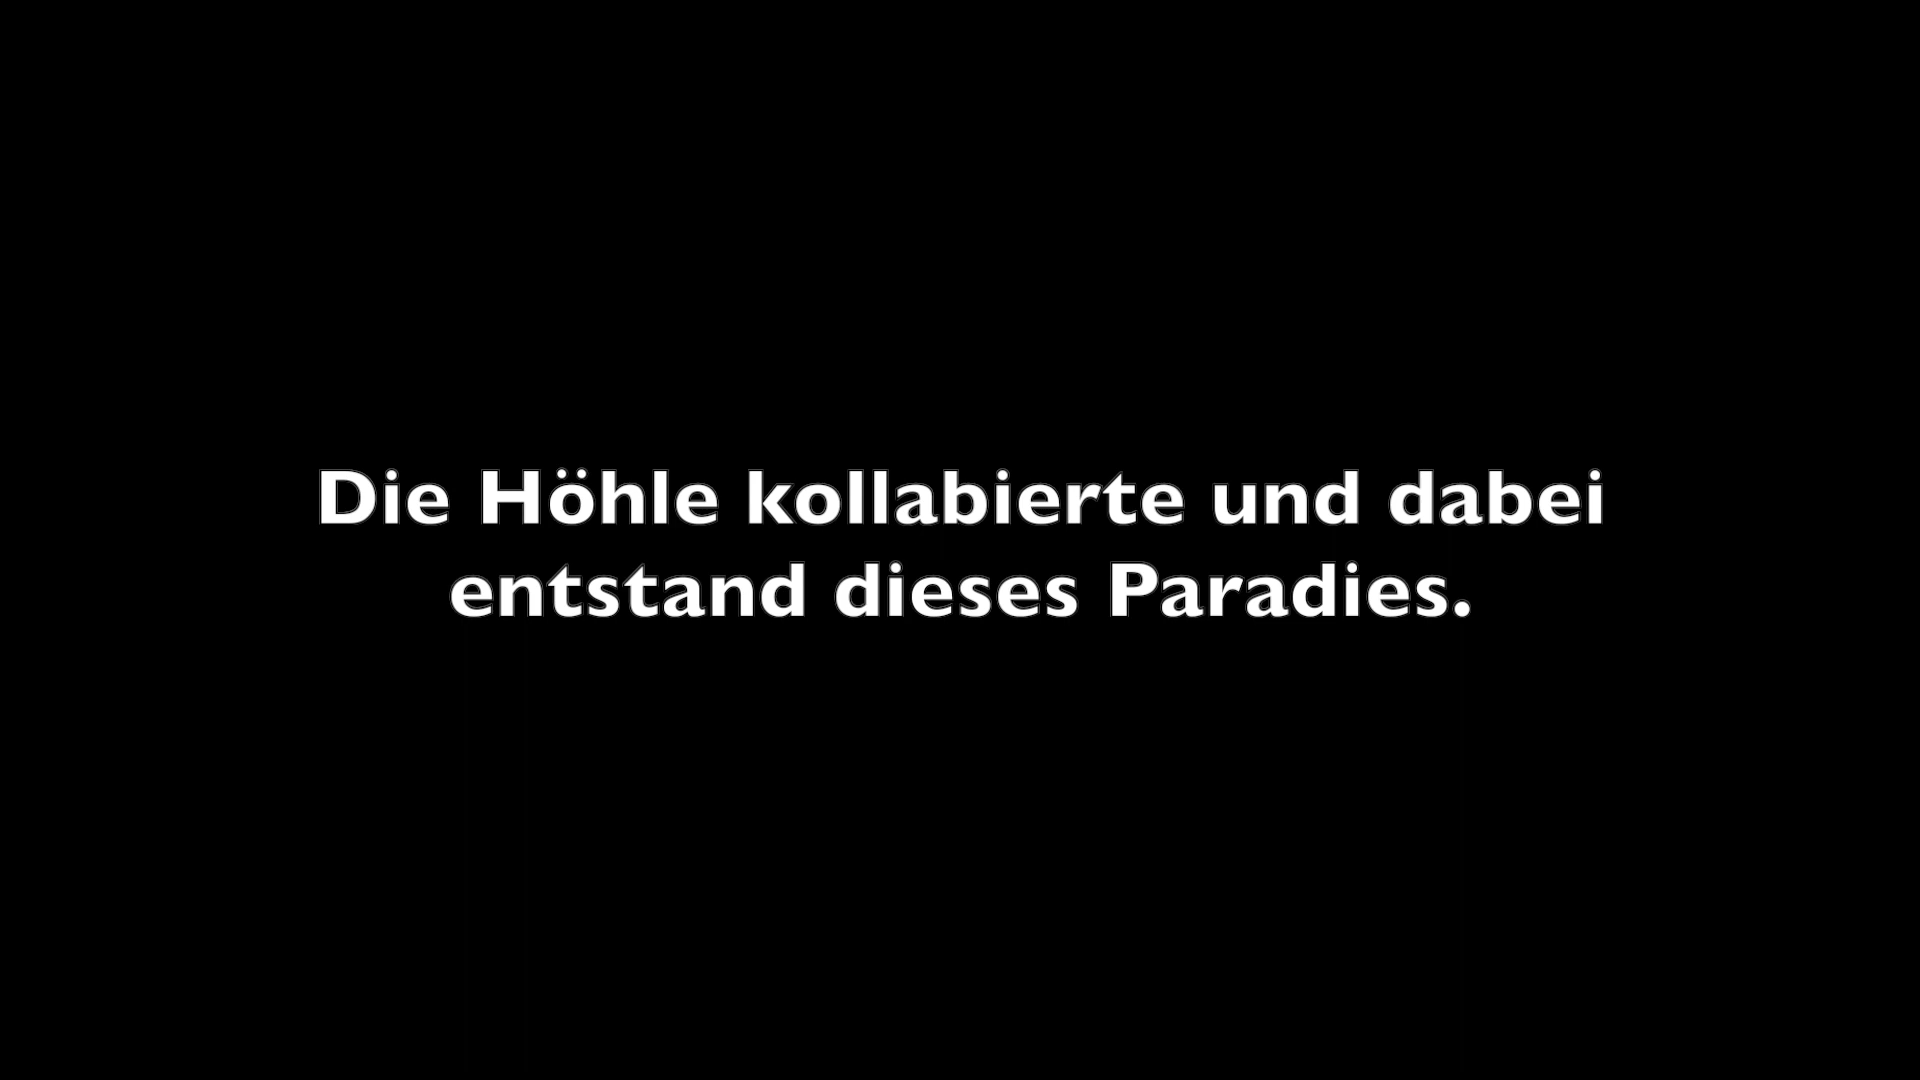 Die Höhle kollabierte und dabei
entstand dieses Paradies.